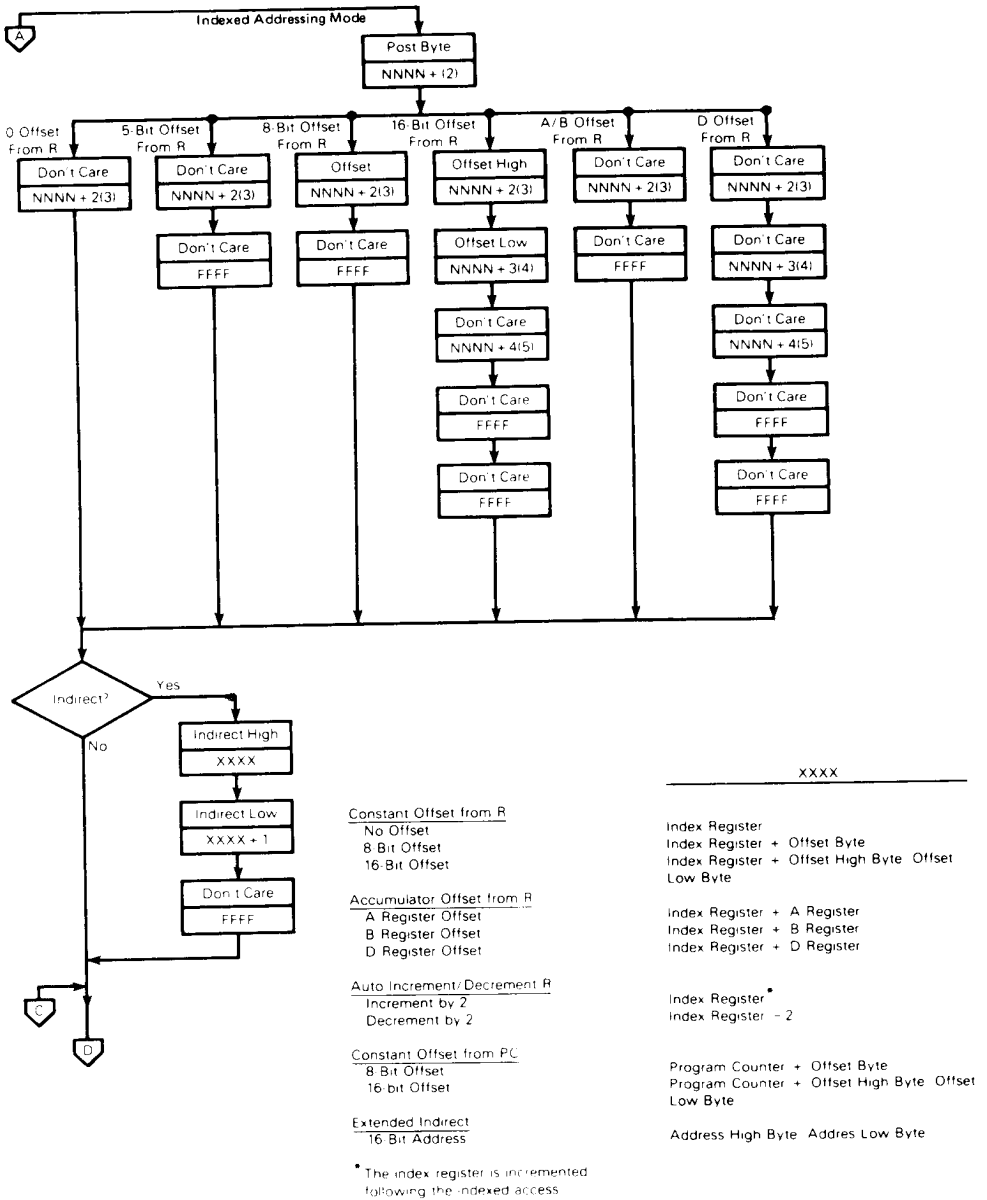 Indexed Addressing Mode
A
Post Byte
NNNN + (2)
0 Offset
From R
5-Bit Offset
From R
8-Bit Offset
From R
16-Bit Offset
From R
A/B Offset
From R
D Offset
From R
Don't Care
NNNN + 2(3)
Don't Care
NNNN + 2(3)
Offset
NNNN + 2(3)
Offset High
NNNN + 2(3)
Don't Care
NNNN + 2(3)
Don't Care
NNNN + 2(3)
Don't Care
FFFF
Don't Care
FFFF
Offset Low
NNNN + 3(4)
Don't Care
FFFF
Don't Care
NNNN + 3(4)
Don't Care
NNNN + 4(5)
Don't Care
NNNN + 4(5)
Don't Care
FFFF
Don't Care
FFFF
Don't Care
FFFF
Don't Care
FFFF
Indirect?
Yes
No
Indirect High
XXXX
Indirect Low
XXXX + 1
Don't Care
FFFF
C
D
XXXX
Constant Offset from R
No Offset
Index Register
8-Bit Offset
Index Register + Offset Byte
16-Bit Offset
Index Register + Offset High Byte Offset
Low Byte
Accumulator Offset from R
A Register Offset
Index Register + A Register
B Register Offset
Index Register + B Register
D Register Offset
Index Register + D Register
Auto Increment/Decrement R
Increment by 2
Index Register*
Decrement by 2
Index Register - 2
Constant Offset from PC
8-Bit Offset
Program Counter + Offset Byte
16-bit Offset
Program Counter + Offset High Byte Offset
Low Byte
Extended Indirect
16-Bit Address
Address High Byte Addres Low Byte
* The index register is incremented
following the indexed access